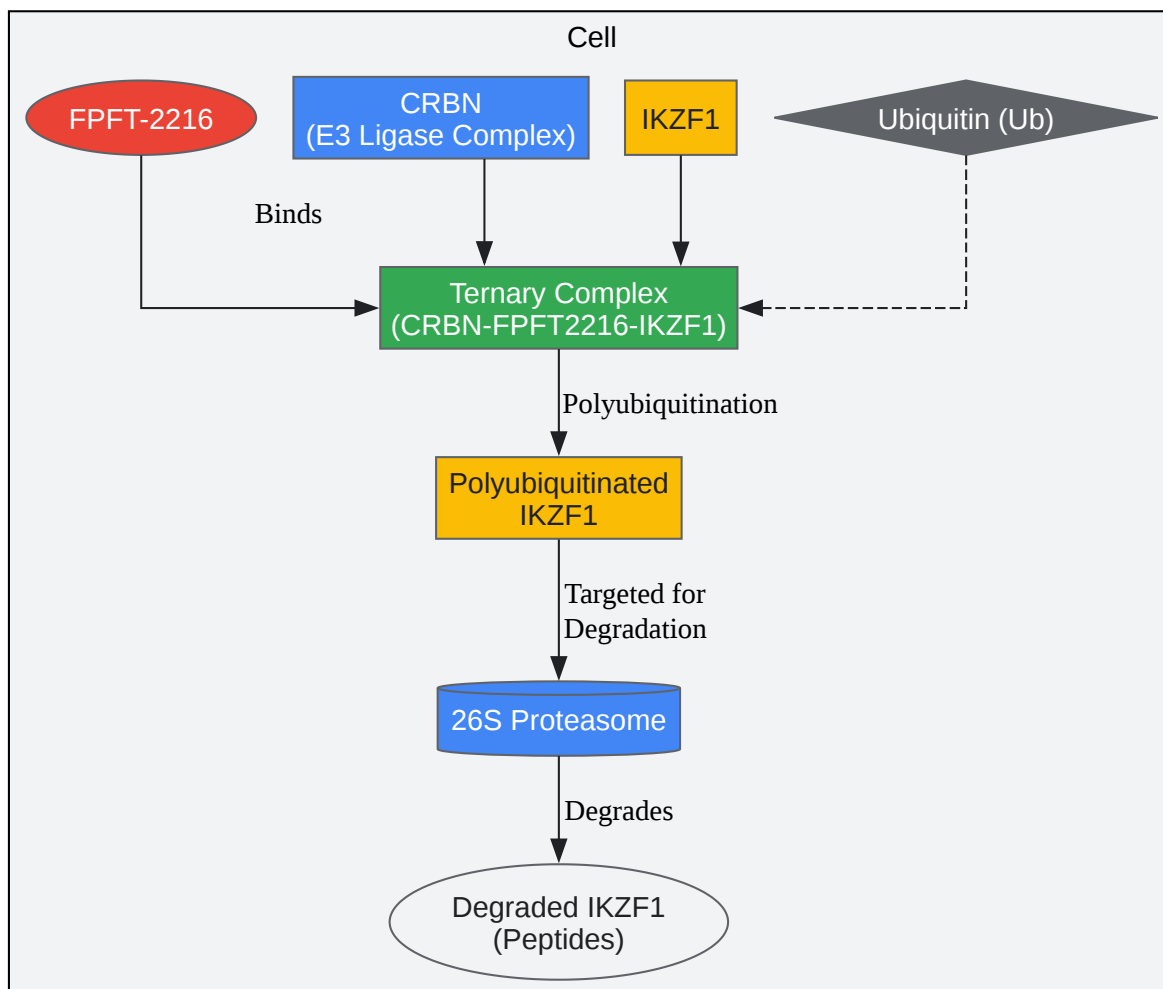 Cell
FPFT-2216
CRBN
(E3 Ligase Complex)
IKZF1
Ubiquitin (Ub)
Binds
Ternary Complex
(CRBN-FPFT2216-IKZF1)
Polyubiquitination
Polyubiquitinated
IKZF1
Targeted for
Degradation
26S Proteasome
Degrades
Degraded IKZF1
(Peptides)